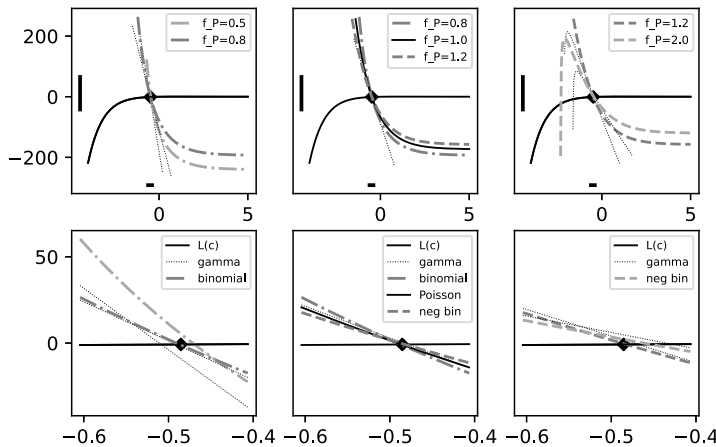 200
0
−200
f_P=0.5
f_P=0.8
f_P=0.8
f_P=1.0
f_P=1.2
f_P=1.2
f_P=2.0
0
5
0
5
0
5
50
0
L(c)
gamma
binomial
L(c)
gamma
binomial
Poisson
neg bin
L(c)
gamma
neg bin
−0.6
−0.5
−0.4
−0.6
−0.5
−0.4
−0.6
−0.5
−0.4